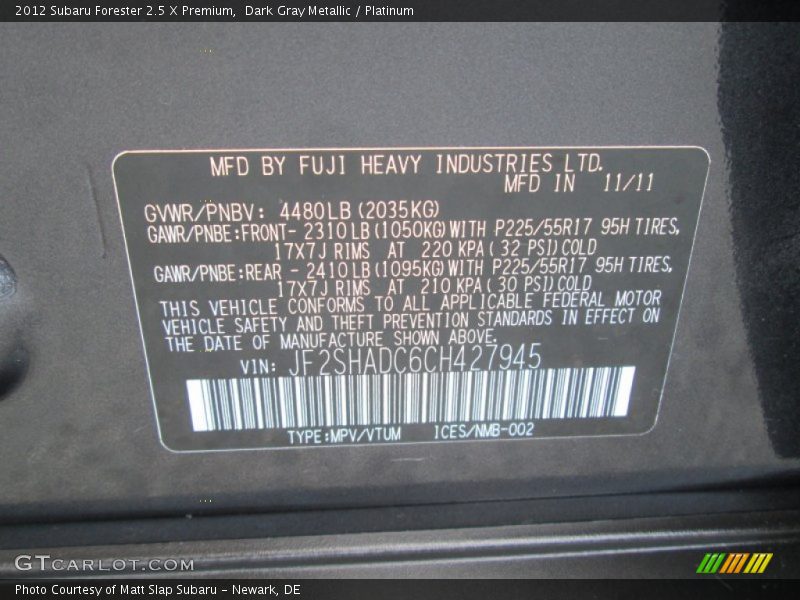 2012 Subaru Forester 2.5 X Premium,  Dark Gray Metallic / Platinum
MFD BY FUJI HEAVY INDUSTRIES LTD.
MFD IN 11/11
GVWR/PNBV: 4480LB (2035KG)
GAWR/PNBE:FRONT- 2310 LB (1050KG) WITH P225/55R17 95H TIRES,
17X7J RIMS AT 220 KPA ( 32 PSI) COLD
GAWR/PNBE:REAR - 2410 LB (1095KG) WITH P225/55R17 95H TIRES,
17X7J RIMS AT 210 KPA ( 30 PSI) COLD
THIS VEHICLE CONFORMS TO ALL APPLICABLE FEDERAL MOTOR
VEHICLE SAFETY AND THEFT PREVENTION STANDARDS IN EFFECT ON
THE DATE OF MANUFACTURE SHOWN ABOVE.
VIN: JF2SHADC6CH427945
TYPE:MPV/VTUM ICES/NMB-002
GTCARLOT.COM
Photo Courtesy of Matt Slap Subaru - Newark, DE